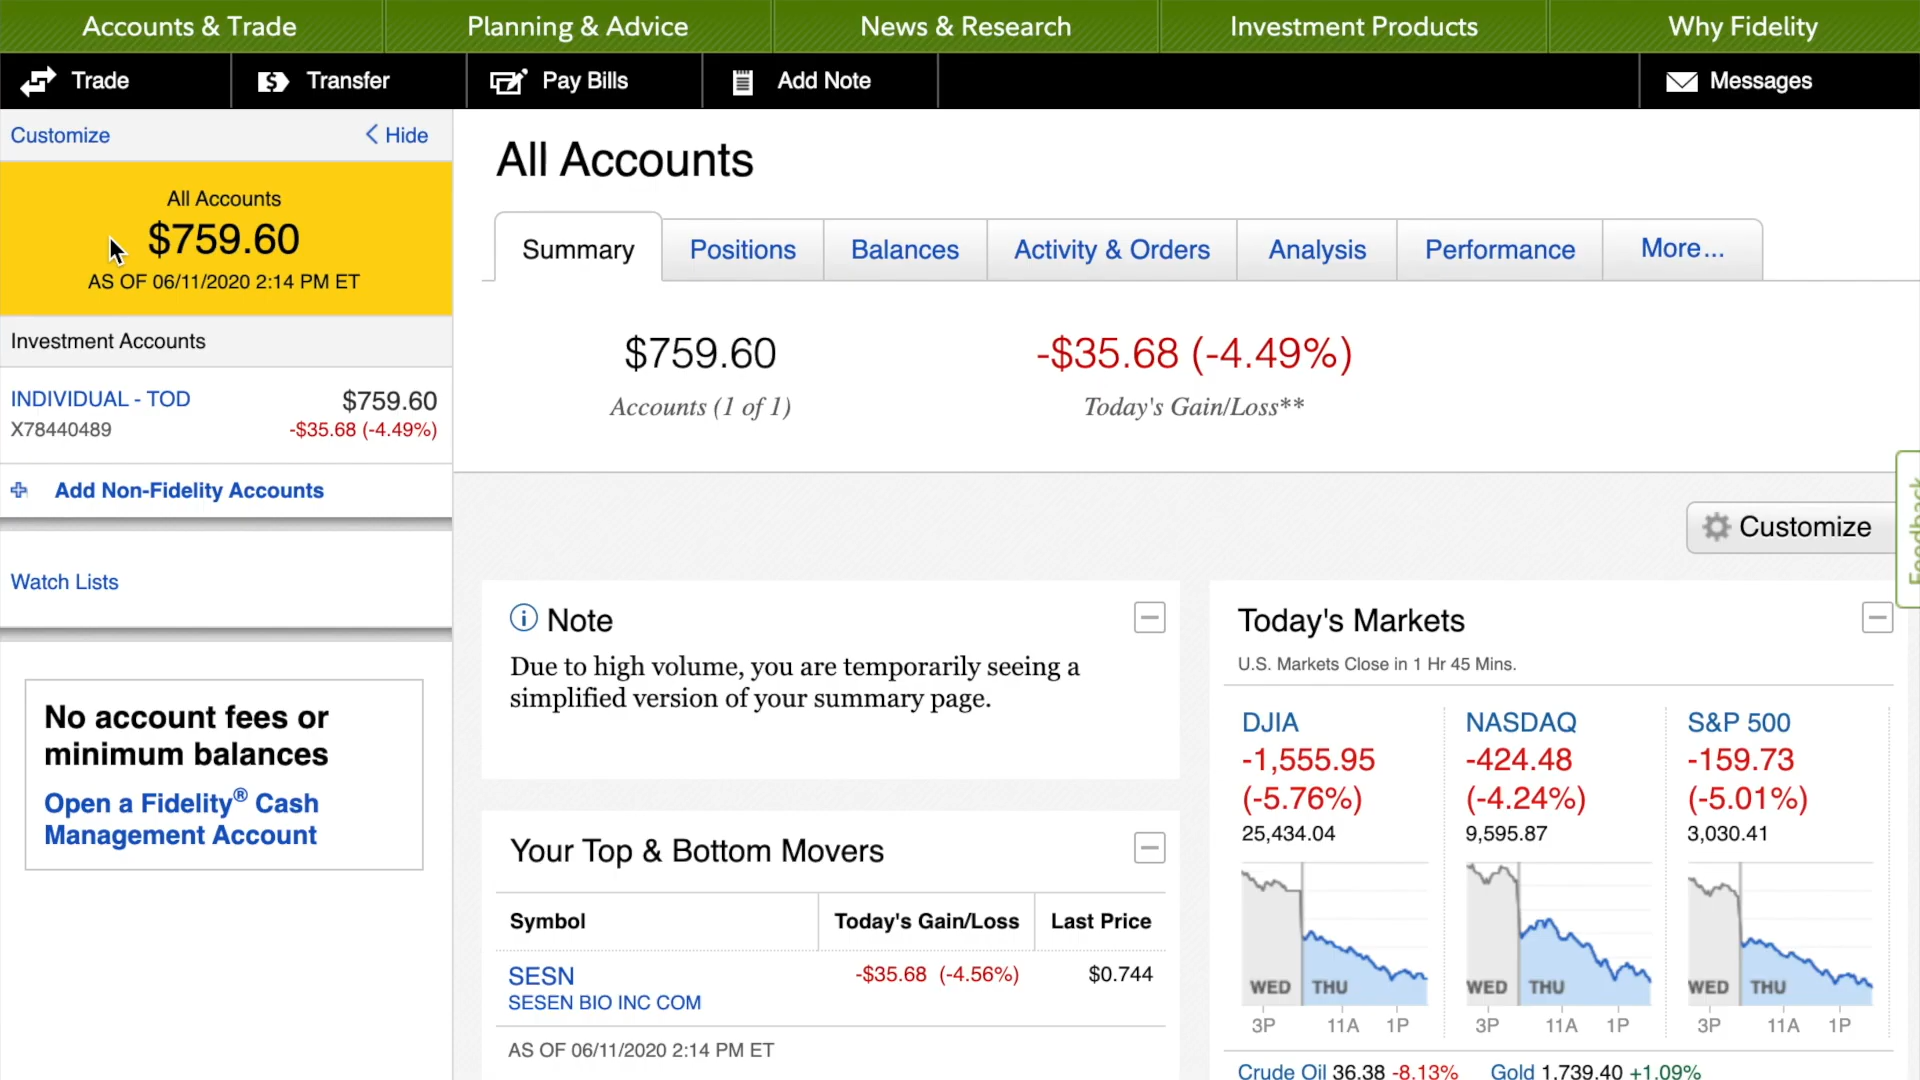 Accounts & Trade
Planning & Advice
News & Research
Investment Products
Why Fidelity
Trade
Transfer
Pay Bills
Add Note
Messages
Customize
Hide
All Accounts
$759.60
AS OF 06/11/2020 2:14 PM ET
Investment Accounts
INDIVIDUAL - TOD $759.60
X78440489 -$35.68 (-4.49%)
Add Non-Fidelity Accounts
Watch Lists
No account fees or
minimum balances
Open a Fidelity® Cash
Management Account
All Accounts
Summary
Positions
Balances
Activity & Orders
Analysis
Performance
More...
$759.60
Accounts (1 of 1)
-$35.68 (-4.49%)
Today's Gain/Loss**
Customize
Feedback
Note
Due to high volume, you are temporarily seeing a
simplified version of your summary page.
Your Top & Bottom Movers
Symbol Today's Gain/Loss Last Price
SESN -$35.68 (-4.56%) $0.744
SESEN BIO INC COM
AS OF 06/11/2020 2:14 PM ET
Today's Markets
U.S. Markets Close in 1 Hr 45 Mins.
DJIA
-1,555.95
(-5.76%)
25,434.04
WED THU
3P 11A 1P
NASDAQ
-424.48
(-4.24%)
9,595.87
WED THU
3P 11A 1P
S&P 500
-159.73
(-5.01%)
3,030.41
WED THU
3P 11A 1P
Crude Oil 36.38 -8.13% Gold 1,739.40 +1.09%